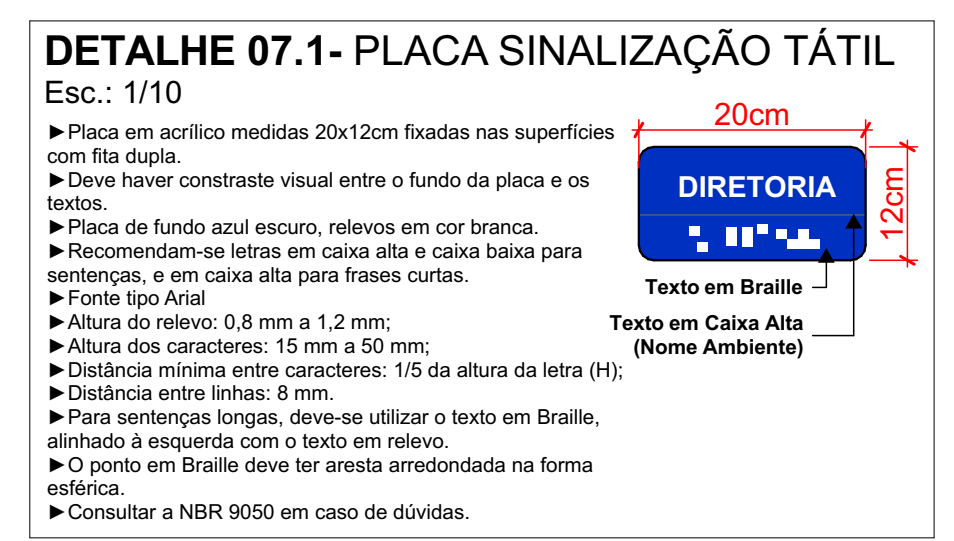 DETALHE 07.1- PLACA SINALIZAÇÃO TÁTIL
Esc.: 1/10
►Placa em acrílico medidas 20x12cm fixadas nas superfícies
com fita dupla.
►Deve haver constraste visual entre o fundo da placa e os
textos.
►Placa de fundo azul escuro, relevos em cor branca.
►Recomendam-se letras em caixa alta e caixa baixa para
sentenças, e em caixa alta para frases curtas.
►Fonte tipo Arial
►Altura do relevo: 0,8 mm a 1,2 mm;
►Altura dos caracteres: 15 mm a 50 mm;
►Distância mínima entre caracteres: 1/5 da altura da letra (H);
►Distância entre linhas: 8 mm.
►Para sentenças longas, deve-se utilizar o texto em Braille,
alinhado à esquerda com o texto em relevo.
►O ponto em Braille deve ter aresta arredondada na forma
esférica.
►Consultar a NBR 9050 em caso de dúvidas.
20cm
12cm
DIRETORIA
Texto em Braille
Texto em Caixa Alta
(Nome Ambiente)